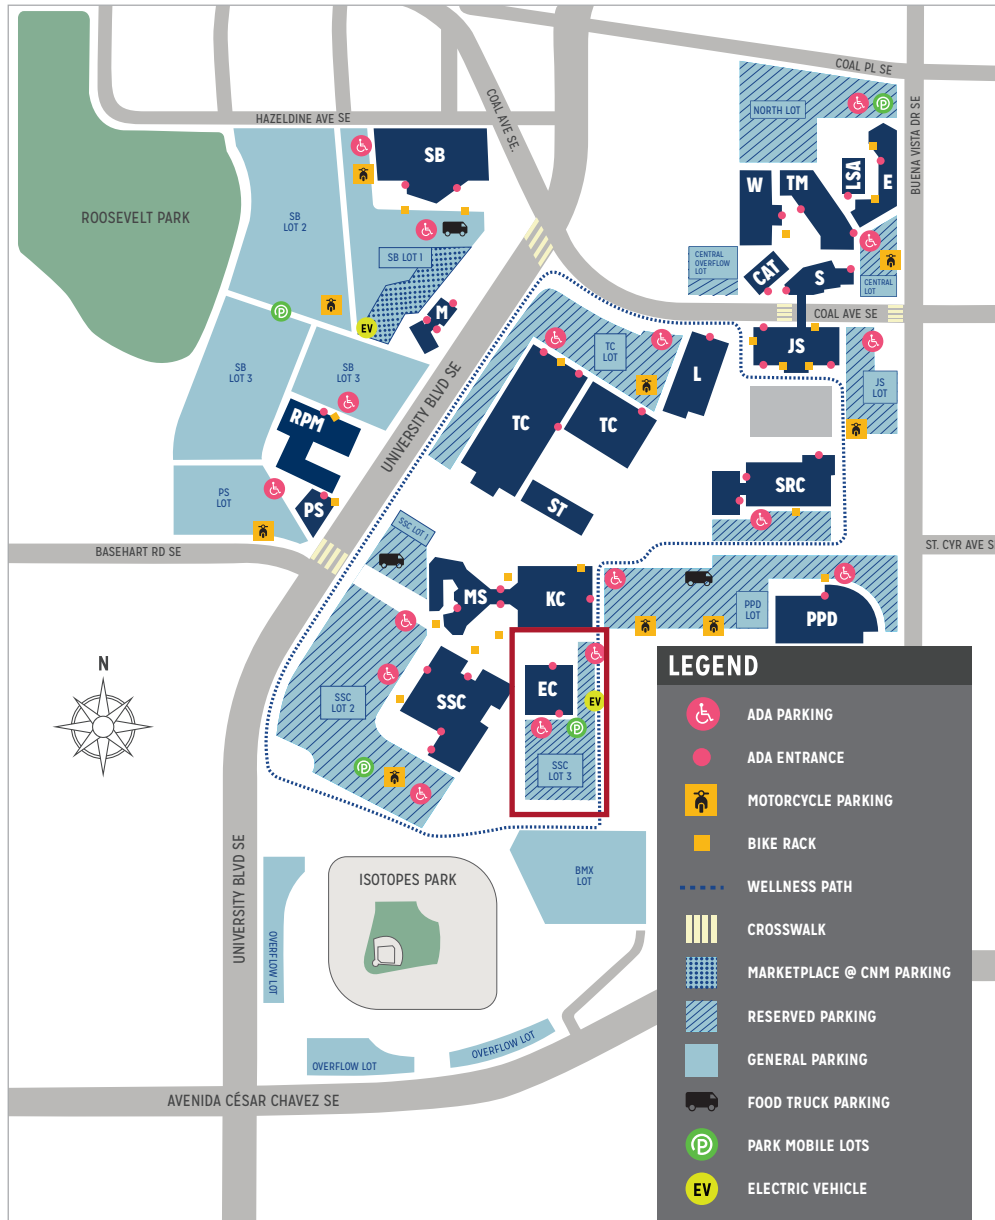 COAL PL SE
BUENA VISTA DR SE
NORTH LOT
HAZELDINE AVE SE
COAL AVE SE.
SB
LSA
E
W
TM
ROOSEVELT PARK
SB
LOT 2
SB LOT 1
CENTRAL
OVERFLOW
LOT
CAT
S
CENTRAL
LOT
M
EV
COAL AVE SE
JS
TC
LOT
SB
LOT 3
SB
LOT 3
L
JS
LOT
UNIVERSITY BLVD SE
RPM
TC
TC
SRC
PS
LOT
PS
ST
SSC LOT 1
BASEHART RD SE
ST. CYR AVE S
MS
KC
PPD
LOT
PPD
N
EC
SSC
LOT 2
SSC
EV
SSC
LOT 3
UNIVERSITY BLVD SE
ISOTOPES PARK
BMX
LOT
OVERFLOW LOT
OVERFLOW LOT
OVERFLOW LOT
AVENIDA CÉSAR CHAVEZ SE
LEGEND
ADA PARKING
ADA ENTRANCE
MOTORCYCLE PARKING
BIKE RACK
WELLNESS PATH
CROSSWALK
MARKETPLACE @ CNM PARKING
RESERVED PARKING
GENERAL PARKING
FOOD TRUCK PARKING
P PARK MOBILE LOTS
EV ELECTRIC VEHICLE